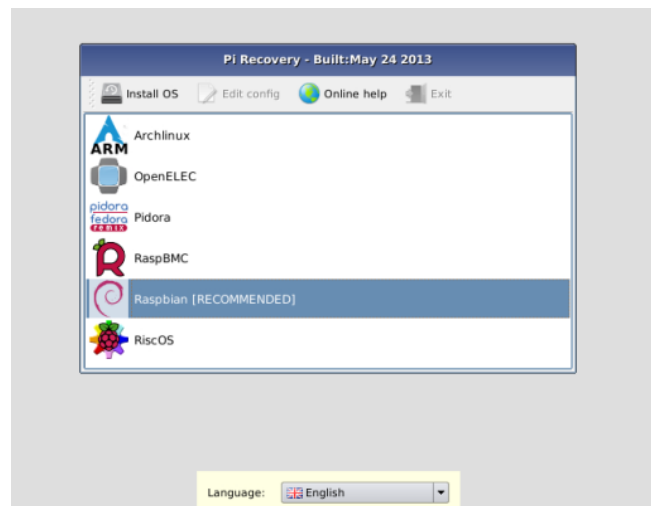 Pi Recovery - Built:May 24 2013
Install OS Edit config Online help Exit
ARM Archlinux
OpenELEC
pidora
fedora
remix
Pidora
RaspBMC
Raspbian [RECOMMENDED]
RiscOS
Language: English